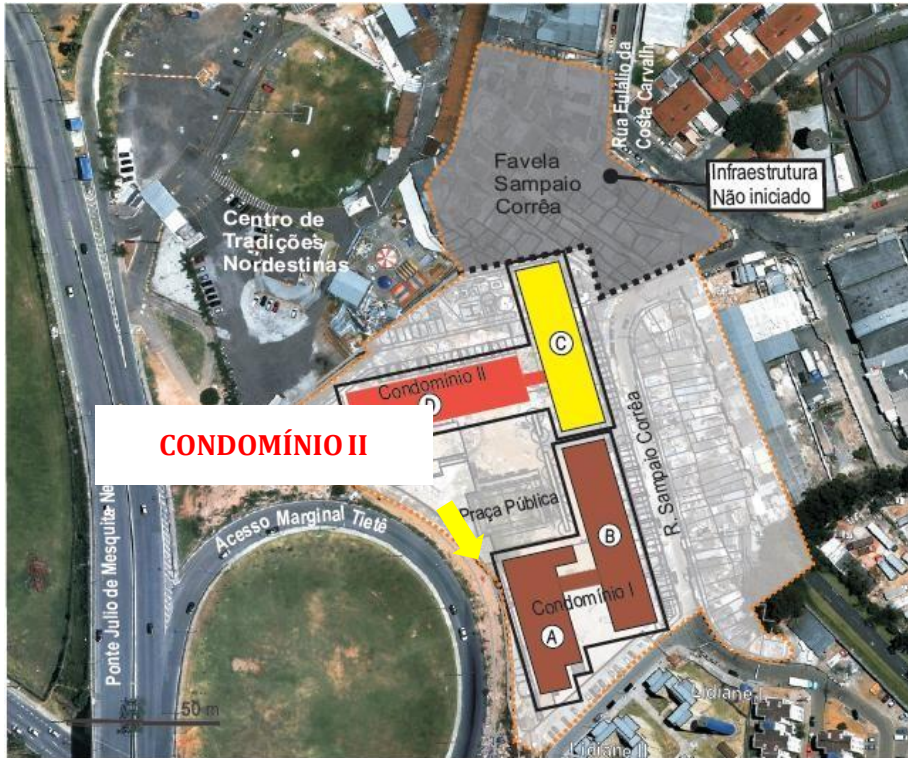 Rua Eulálio da
Costa Carvalho
Favela
Sampaio
Corrêa
Infraestrutura
Não iniciado
Centro de
Tradições
Nordestinas
C
Condomínio II
D
CONDOMÍNIO II
R. Sampaio Corrêa
Praça Pública
B
Acesso Marginal Tietê
Condomínio I
A
Ponte Julio de Mesquita Ne
50 m
Lidiane I
Lidiane II